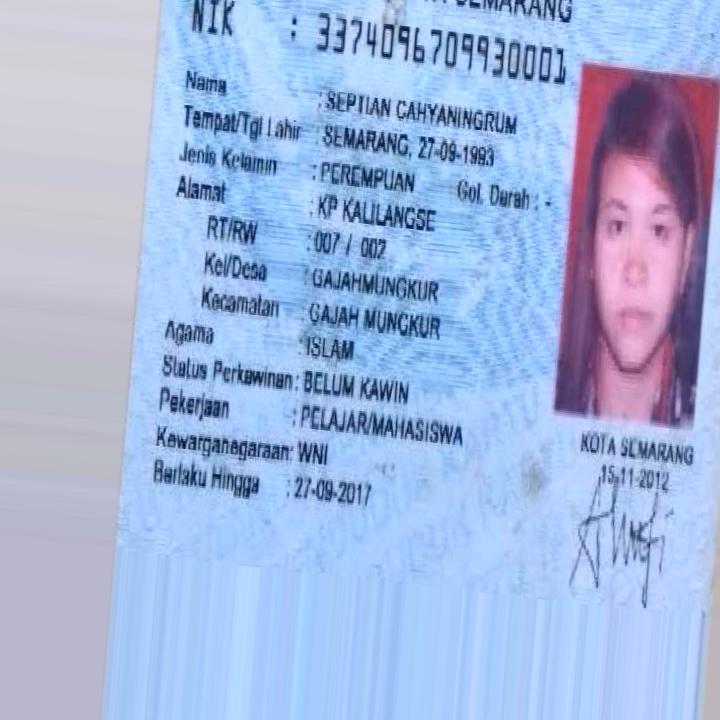 SEMARANG
NIK : 3374096709930001
Nama : SEPTIAN CAHYANINGRUM
Tempat/Tgl Lahir : SEMARANG, 27-09-1993
Jenis Kelamin : PEREMPUAN Gol. Darah : -
Alamat : KP KALILANGSE
RT/RW : 007 / 002
Kel/Desa : GAJAHMUNGKUR
Kecamatan : GAJAH MUNGKUR
Agama : ISLAM
Status Perkawinan : BELUM KAWIN
Pekerjaan : PELAJAR/MAHASISWA
Kewarganegaraan : WNI
Berlaku Hingga : 27-09-2017
KOTA SEMARANG
15-11-2012